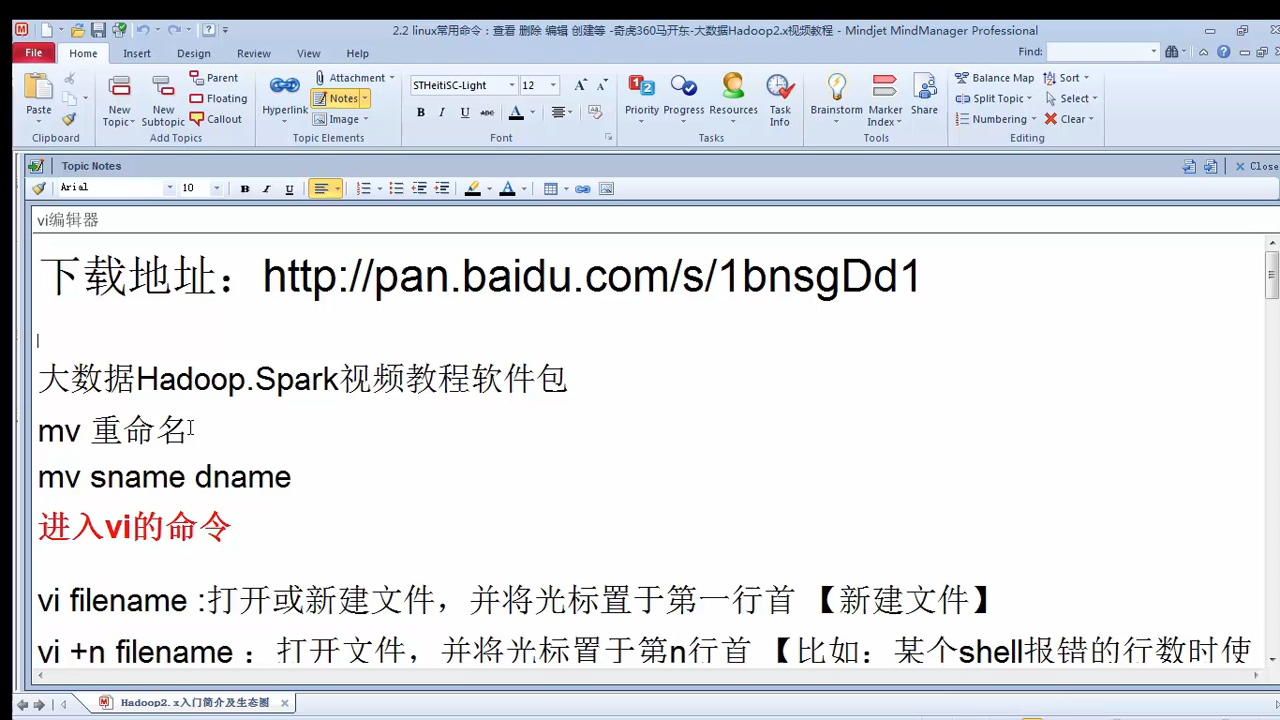 2.2 linux常用命令：查看 删除 编辑 创建等 -奇虎360马开东-大数据Hadoop2.x视频教程 - Mindjet MindManager Professional
File Home Insert Design Review View Help Find:
Paste New Topic New Subtopic Parent Floating Callout Hyperlink Attachment Notes Image STHeitiSC-Light 12 Priority Progress Resources Task Info Brainstorm Marker Index Share Balance Map Split Topic Numbering Sort Select Clear
Clipboard Add Topics Topic Elements Font Tasks Tools Editing
Topic Notes Close
Arial 10
vi编辑器
下载地址：http://pan.baidu.com/s/1bnsgDd1
大数据Hadoop.Spark视频教程软件包
mv 重命名
mv sname dname
进入vi的命令
vi filename :打开或新建文件，并将光标置于第一行首 【新建文件】
vi +n filename ：打开文件，并将光标置于第n行首 【比如：某个shell报错的行数时使
Hadoop2.x入门简介及生态圈